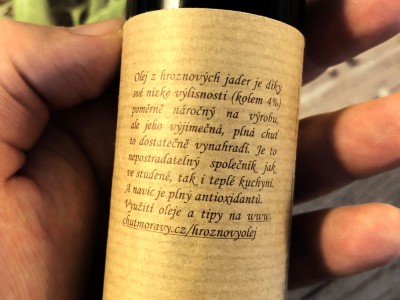 Olej z hroznových jader je díky
své nízké výlisnosti (kolem 4%)
poměrně náročný na výrobu,
ale jeho výjimečná, plná chuť
to dostatečně vynahradí. Je to
nepostradatelný společník jak
ve studené, tak i teplé kuchyni.
A navíc je plný antioxidantů.
Využití oleje a tipy na www.
chutmoravy.cz/hroznovyolej